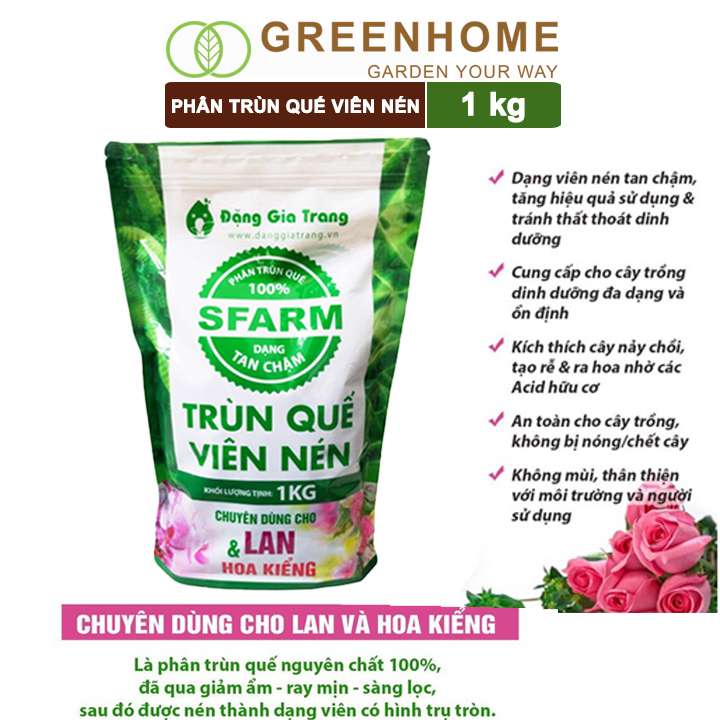 GREENHOME
GARDEN YOUR WAY
PHÂN TRÙN QUẾ VIÊN NÉN
1 kg
Đặng Gia Trang
www.danggiatrang.vn
PHÂN TRÙN QUẾ
100%
SFARM
DẠNG
TAN CHẬM
TRÙN QUẾ
VIÊN NÉN
KHỐI LƯỢNG TỊNH: 1KG
CHUYÊN DÙNG CHO
& LAN
HOA KIỂNG
Dạng viên nén tan chậm,
tăng hiệu quả sử dụng &
tránh thất thoát dinh
dưỡng
Cung cấp cho cây trồng
dinh dưỡng đa dạng và
ổn định
Kích thích cây nảy chồi,
tạo rễ & ra hoa nhờ các
Acid hữu cơ
An toàn cho cây trồng,
không bị nóng/chết cây
Không mùi, thân thiện
với môi trường và người
sử dụng
CHUYÊN DÙNG CHO LAN VÀ HOA KIỂNG
Là phân trùn quế nguyên chất 100%,
đã qua giảm ẩm - ray mịn - sàng lọc,
sau đó được nén thành dạng viên có hình trụ tròn.